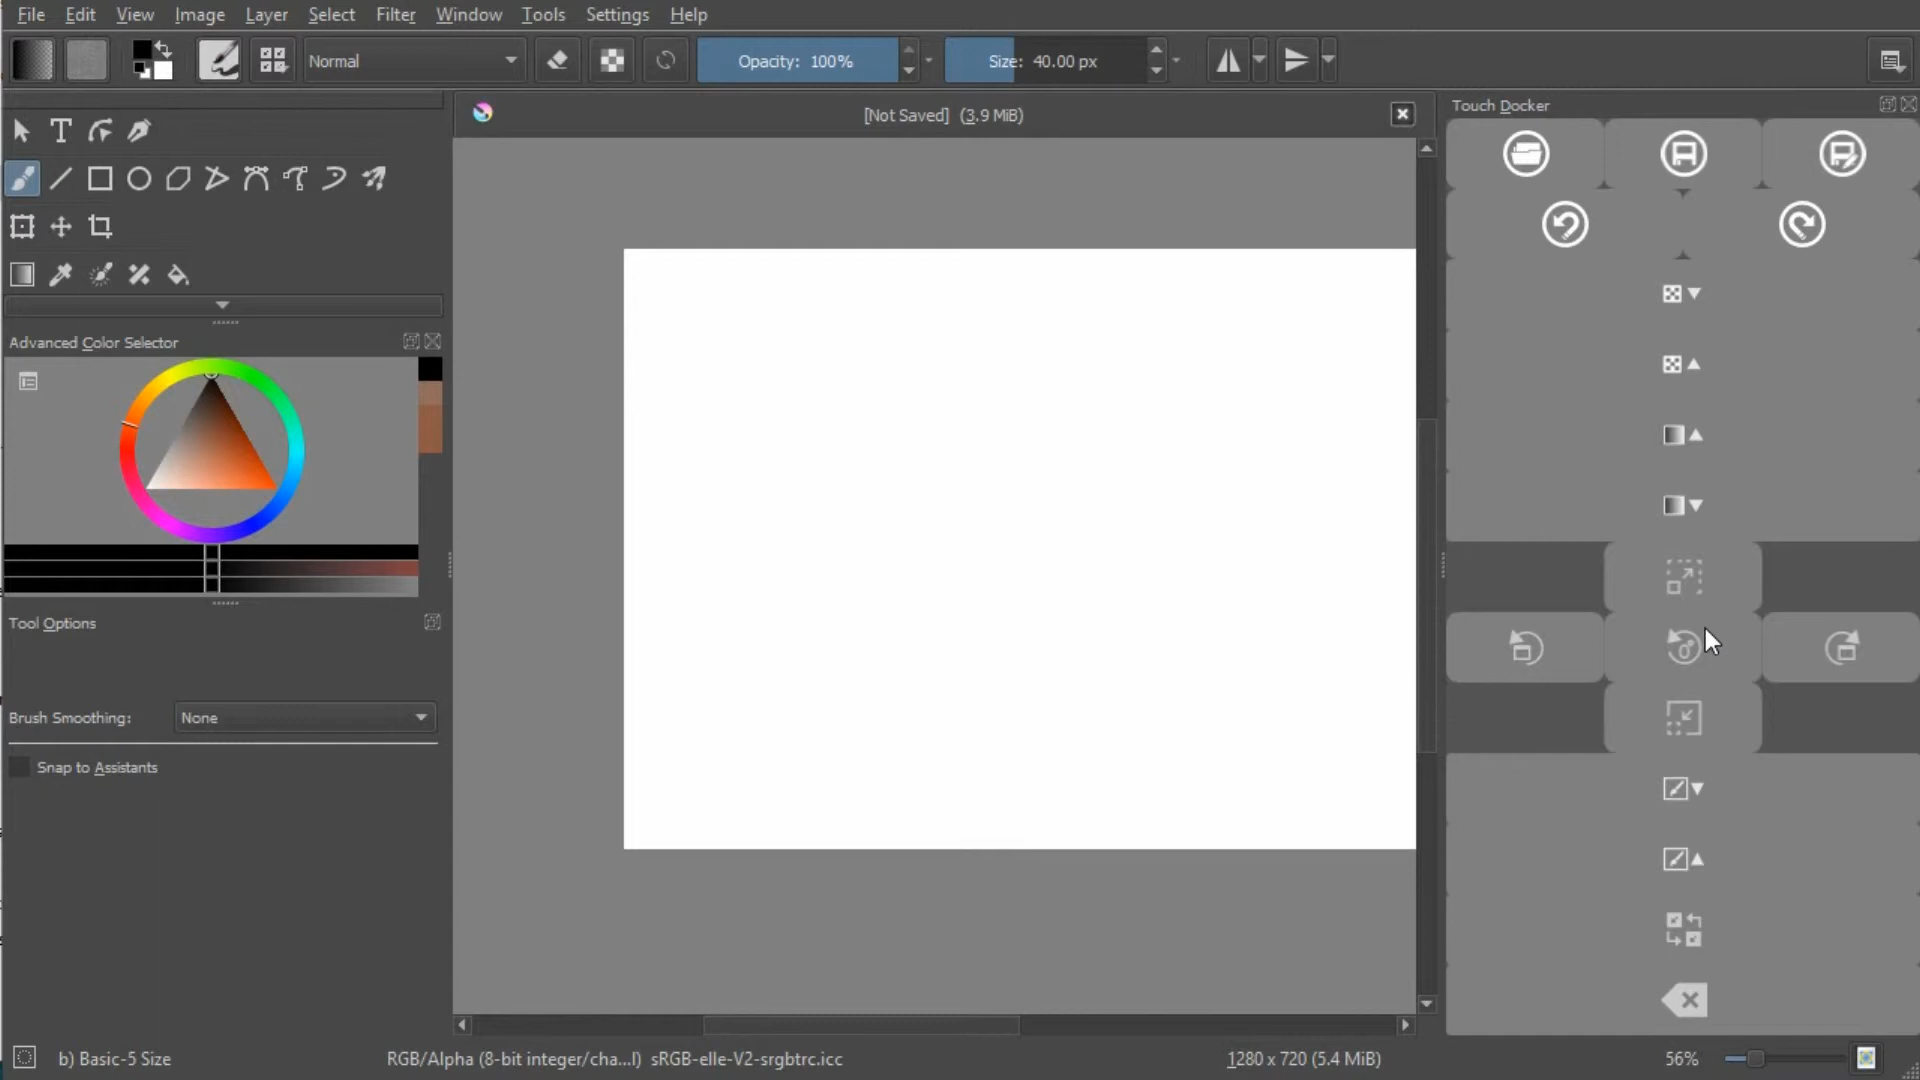 File Edit View Image Layer Select Filter Window Tools Settings Help
Normal Opacity: 100% Size: 40.00 px
[Not Saved] (3.9 MiB)
Touch Docker
Advanced Color Selector
Tool Options
Brush Smoothing: None
Snap to Assistants
b) Basic-5 Size RGB/Alpha (8-bit integer/cha...l) sRGB-elle-V2-srgbtrc.icc 1280 x 720 (5.4 MiB) 56%